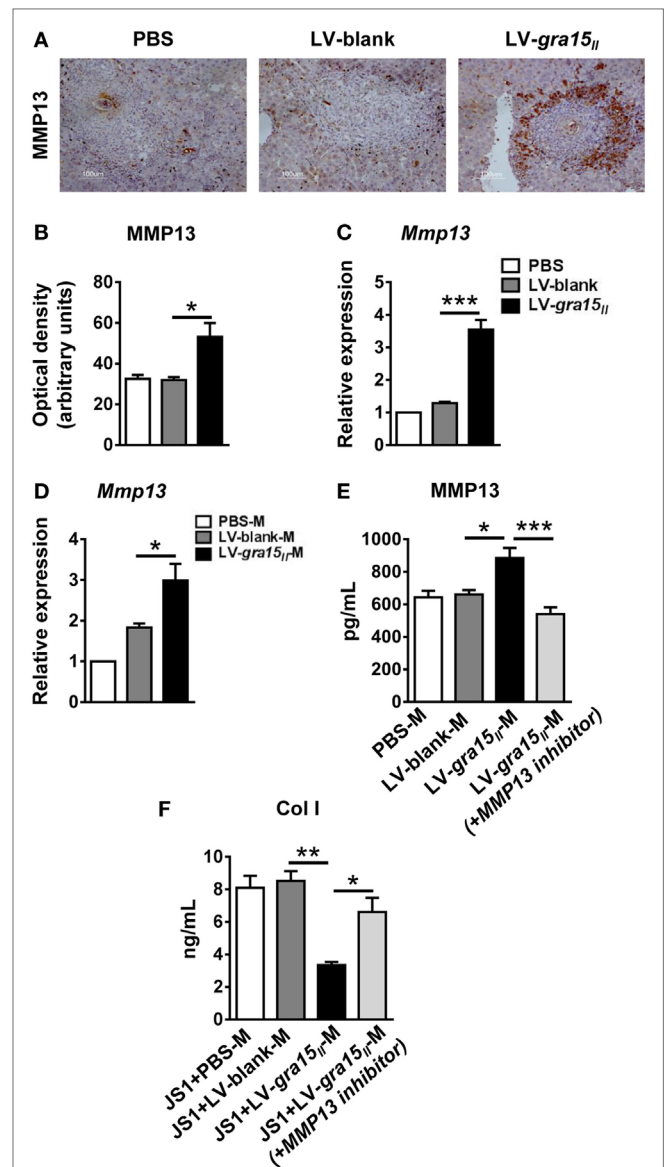 A
PBS LV-blank LV-gra15II
MMP13
100um 100um 100um
B
MMP13
Optical density
(arbitrary units)
80
60
40
20
0
*
C
Mmp13
Relative expression
5
4
3
2
1
0
***
PBS
LV-blank
LV-gra15II
D
Mmp13
Relative expression
4
3
2
1
0
*
PBS-M
LV-blank-M
LV-gra15II-M
E
MMP13
pg/mL
1000
800
600
400
200
0
* ***
PBS-M
LV-blank-M
LV-gra15II-M
LV-gra15II-M
(+MMP13 inhibitor)
F
Col I
ng/mL
10
8
6
4
2
0
** *
JS1+PBS-M
JS1+LV-blank-M
JS1+LV-gra15II-M
JS1+LV-gra15II-M
(+MMP13 inhibitor)